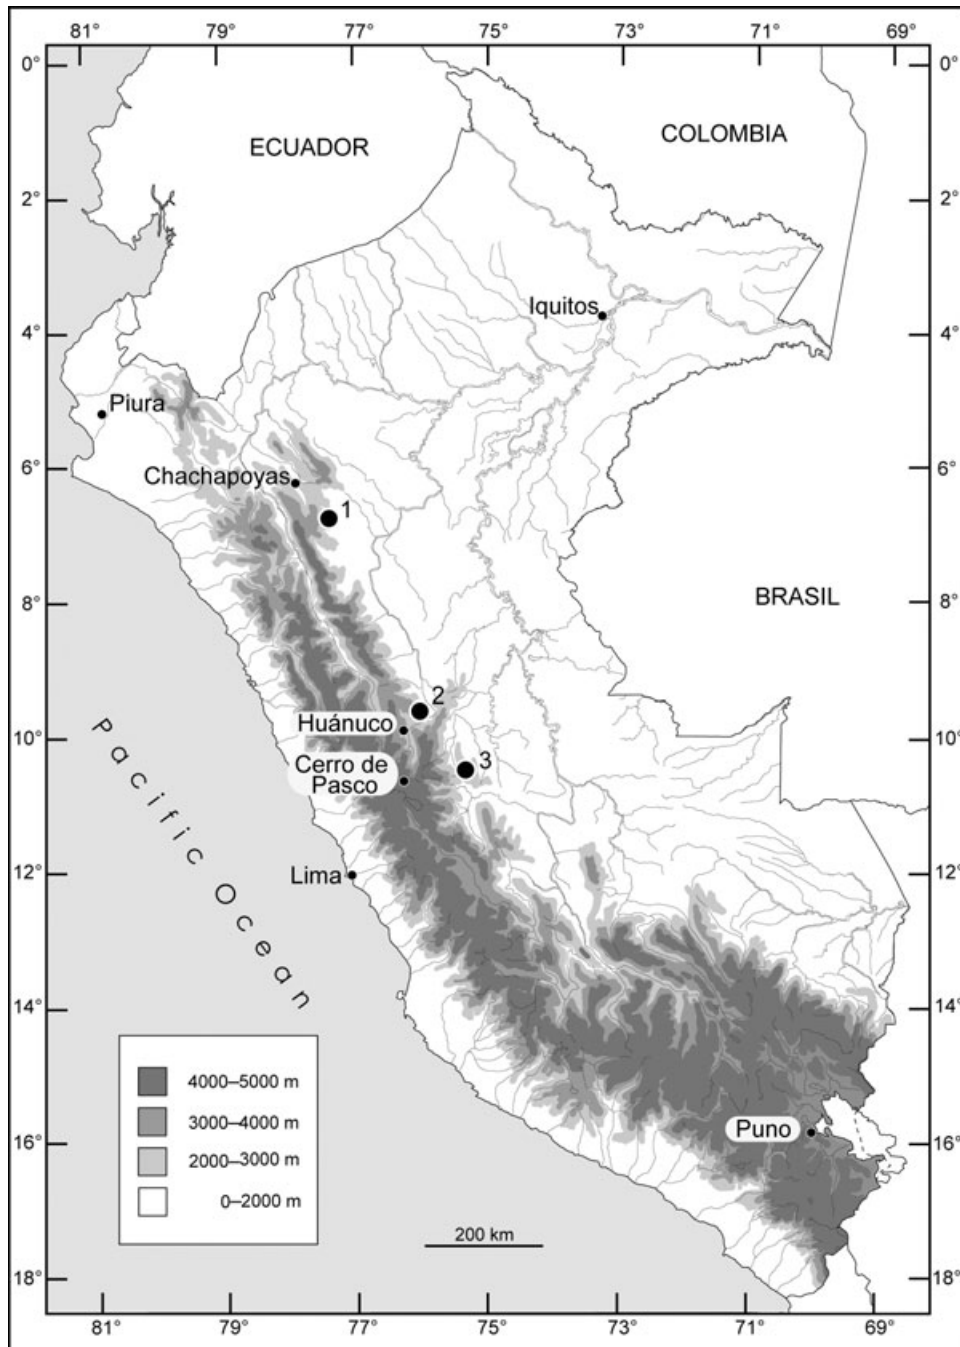 81° 79° 77° 75° 73° 71° 69°
0° 0°
COLOMBIA
ECUADOR
2° 2°
Iquitos
4° 4°
Piura
6° Chachapoyas 6°
1
8° BRASIL 8°
2
Huánuco
10° 10°
3
Cerro de
Pasco
Lima
12° 12°
Pacific Ocean
14° 14°
4000–5000 m
3000–4000 m
Puno
16° 16°
2000–3000 m
0–2000 m
200 km
18° 18°
81° 79° 77° 75° 73° 71° 69°